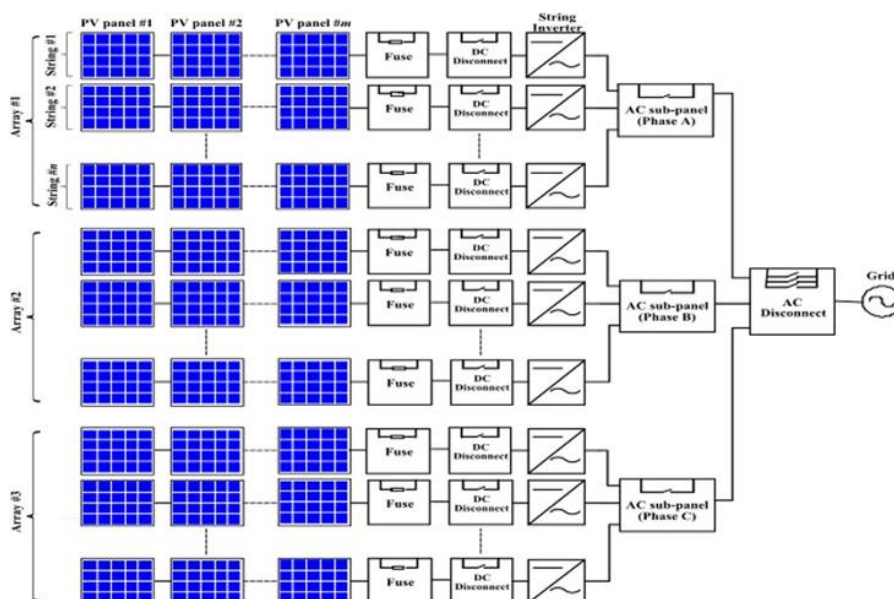 PV panel #1 PV panel #2 PV panel #m String Inverter
Array #1
String #1
Fuse
DC Disconnect
String #2
Fuse
DC Disconnect
AC sub-panel
(Phase A)
String #n
Fuse
DC Disconnect
Array #2
Fuse
DC Disconnect
Fuse
DC Disconnect
AC sub-panel
(Phase B)
AC
Disconnect
Grid
Fuse
DC Disconnect
Array #3
Fuse
DC Disconnect
Fuse
DC Disconnect
AC sub-panel
(Phase C)
Fuse
DC Disconnect